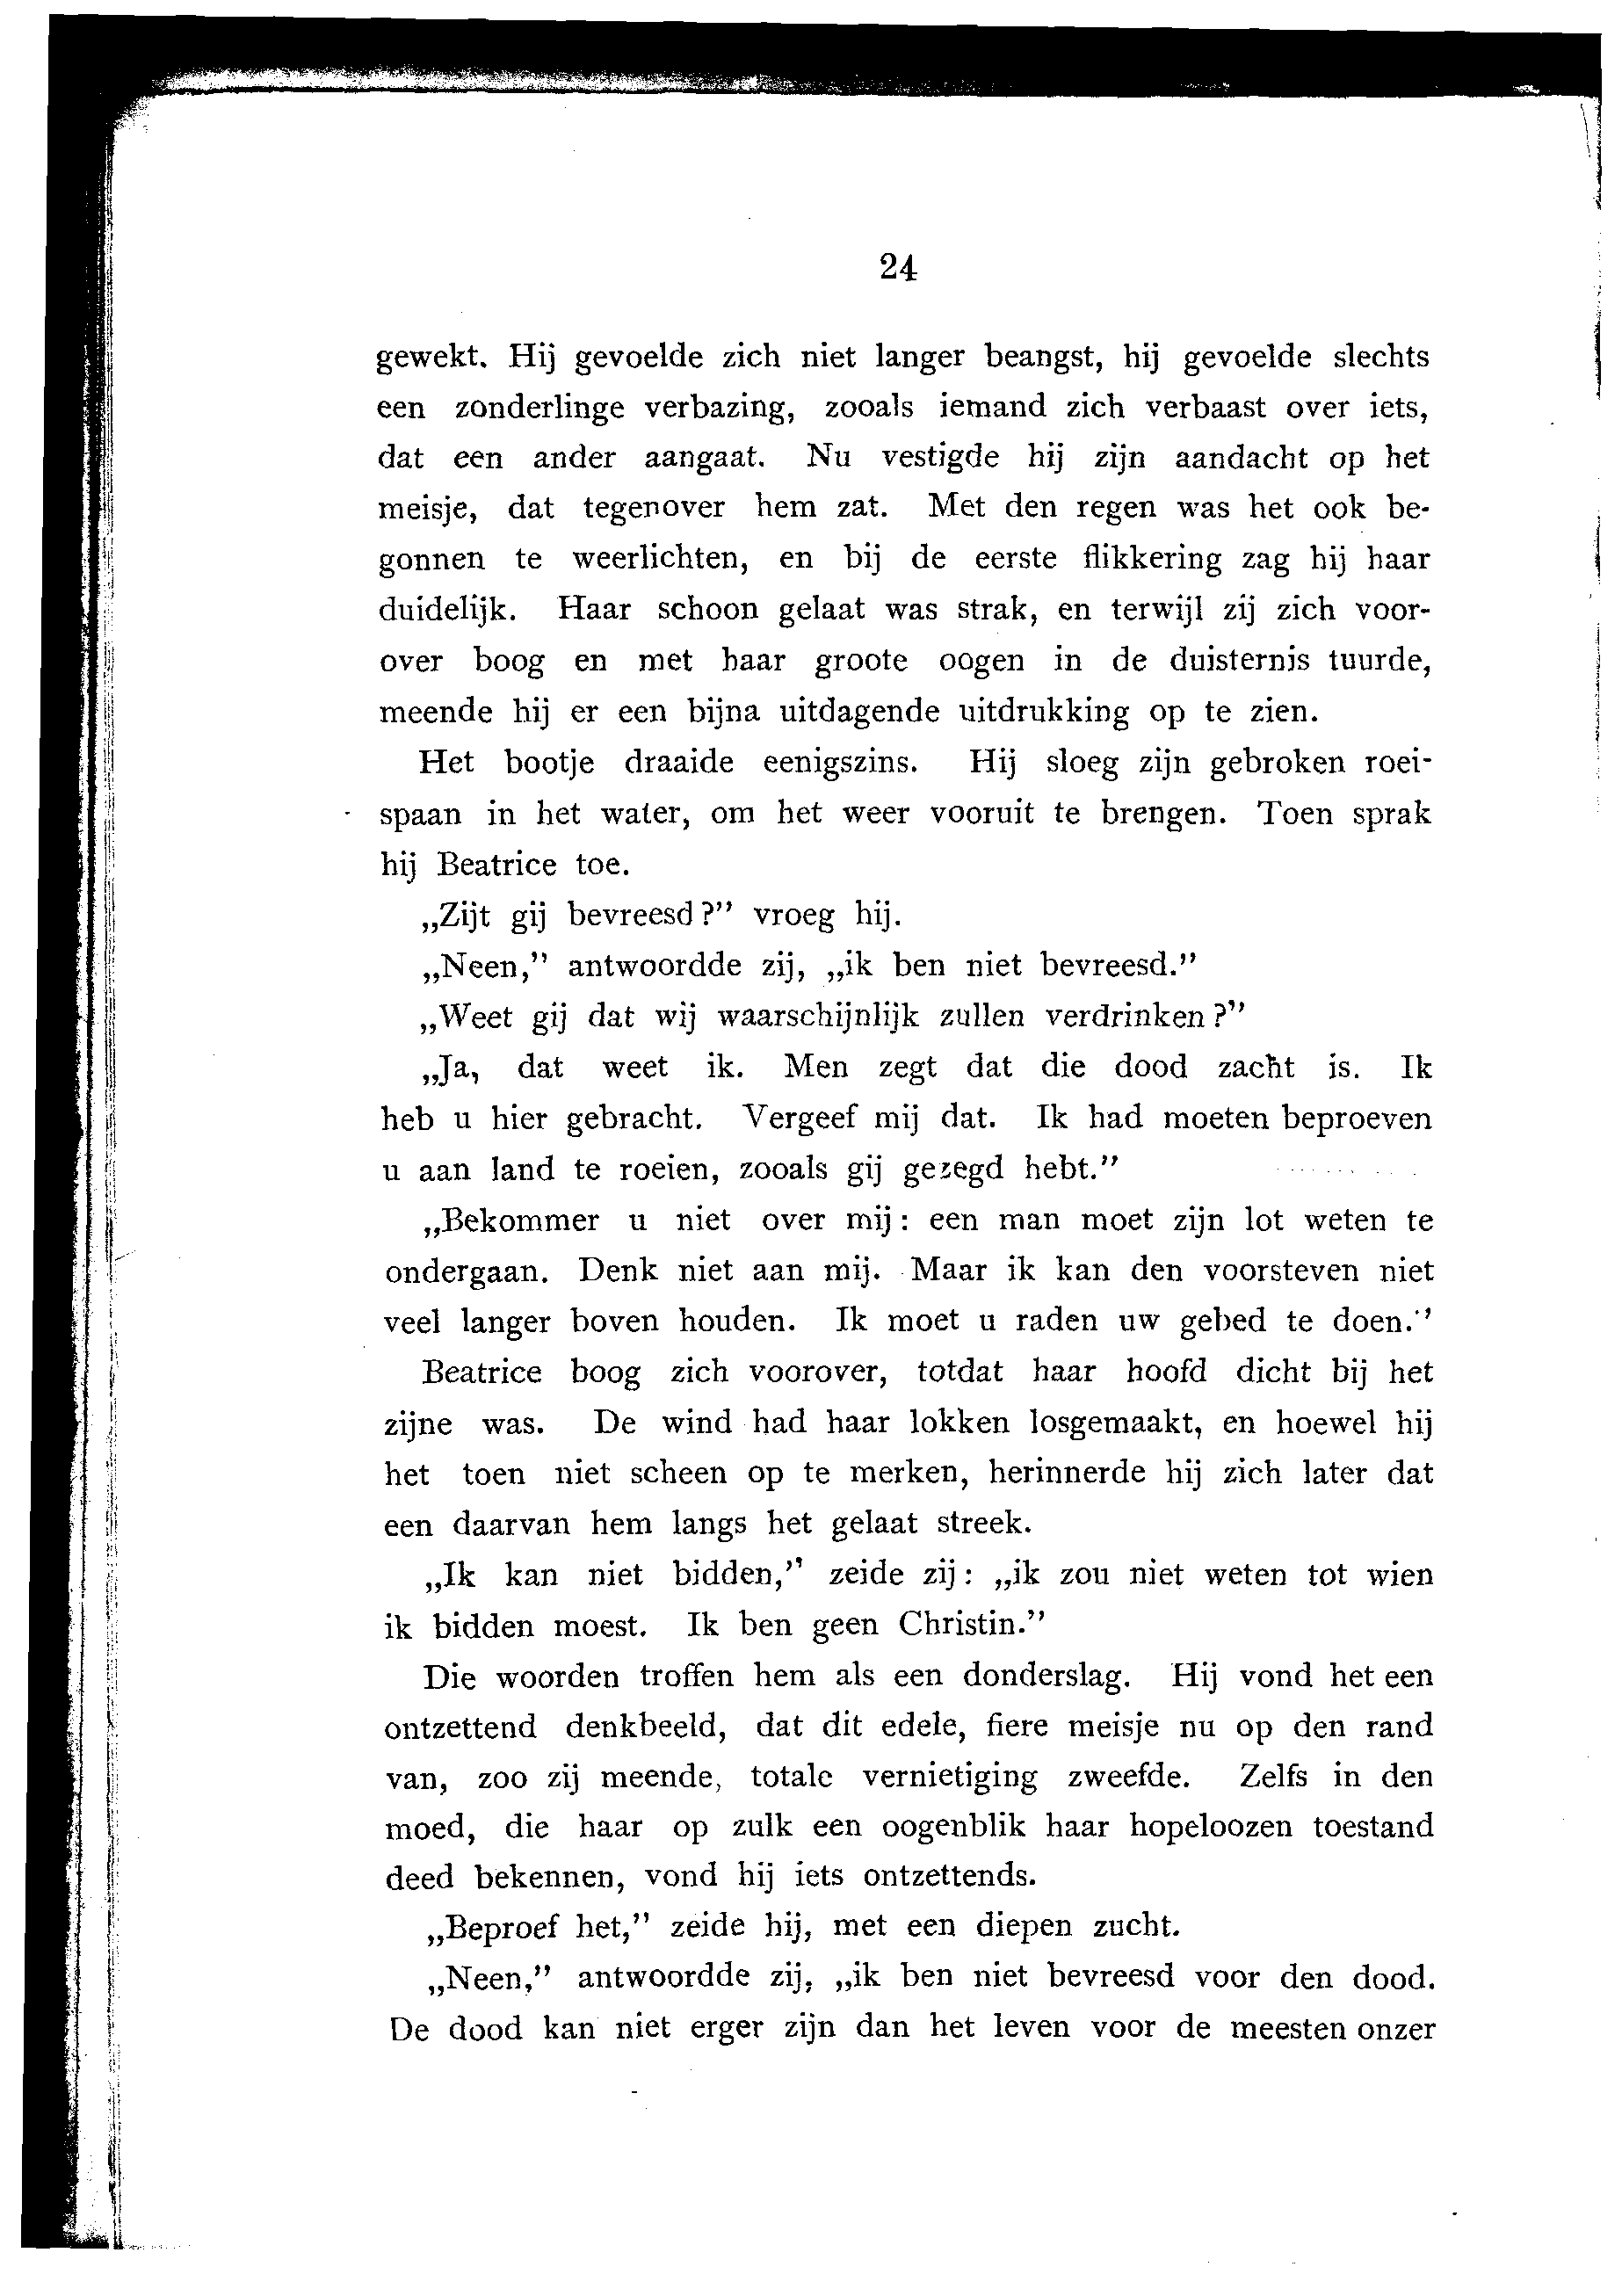 24
gewekt. Hij gevoelde zich niet langer beangst, hij gevoelde slechts
een zonderlinge verbazing, zooals iemand zich verbaast over iets,
dat een ander aangaat. Nu vestigde hij zijn aandacht op het
meisje, dat tegenover hem zat. Met den regen was het ook be-
gonnen te weerlichten, en bij de eerste flikkering zag hij haar
duidelijk. Haar schoon gelaat was strak, en terwijl zij zich voor-
over boog en met haar groote oogen in de duisternis tuurde,
meende hij er een bijna uitdagende uitdrukking op te zien.
Het bootje draaide eenigszins. Hij sloeg zijn gebroken roei-
spaan in het water, om het weer vooruit te brengen. Toen sprak
hij Beatrice toe.
„Zijt gij bevreesd?” vroeg hij.
„Neen,” antwoordde zij, „ik ben niet bevreesd.”
„Weet gij dat wij waarschijnlijk zullen verdrinken?”
„Ja, dat weet ik. Men zegt dat die dood zacht is. Ik
heb u hier gebracht. Vergeef mij dat. Ik had moeten beproeven
u aan land te roeien, zooals gij gezegd hebt.”
„Bekommer u niet over mij: een man moet zijn lot weten te
ondergaan. Denk niet aan mij. Maar ik kan den voorsteven niet
veel langer boven houden. Ik moet u raden uw gebed te doen.”
Beatrice boog zich voorover, totdat haar hoofd dicht bij het
zijne was. De wind had haar lokken losgemaakt, en hoewel hij
het toen niet scheen op te merken, herinnerde hij zich later dat
een daarvan hem langs het gelaat streek.
„Ik kan niet bidden,” zeide zij: „ik zou niet weten tot wien
ik bidden moest. Ik ben geen Christin.”
Die woorden troffen hem als een donderslag. Hij vond het een
ontzettend denkbeeld, dat dit edele, fiere meisje nu op den rand
van, zoo zij meende, totale vernietiging zweefde. Zelfs in den
moed, die haar op zulk een oogenblik haar hopeloozen toestand
deed bekennen, vond hij iets ontzettends.
„Beproef het,” zeide hij, met een diepen zucht.
„Neen,” antwoordde zij, „ik ben niet bevreesd voor den dood.
De dood kan niet erger zijn dan het leven voor de meesten onzer